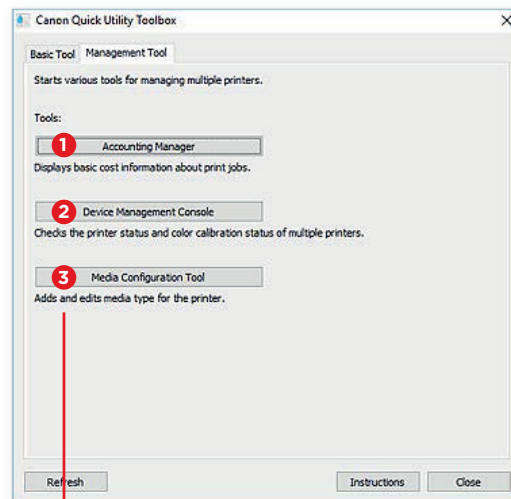 Canon Quick Utility Toolbox
Basic Tool Management Tool
Starts various tools for managing multiple printers.
Tools:
1 Accounting Manager
Displays basic cost information about print jobs.
2 Device Management Console
Checks the printer status and color calibration status of multiple printers.
3 Media Configuration Tool
Adds and edits media type for the printer.
Refresh Instructions Close